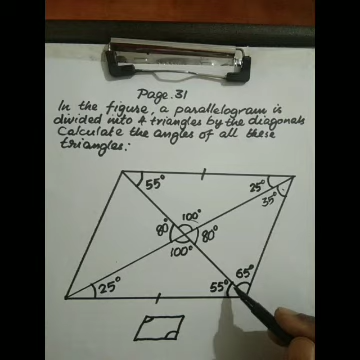 Page.31
In the figure, a parallelogram is
divided into 4 triangles by the diagonals
Calculate the angles of all these
triangles:
55° 25°
35°
100°
80° 80°
100°
65°
25° 55°